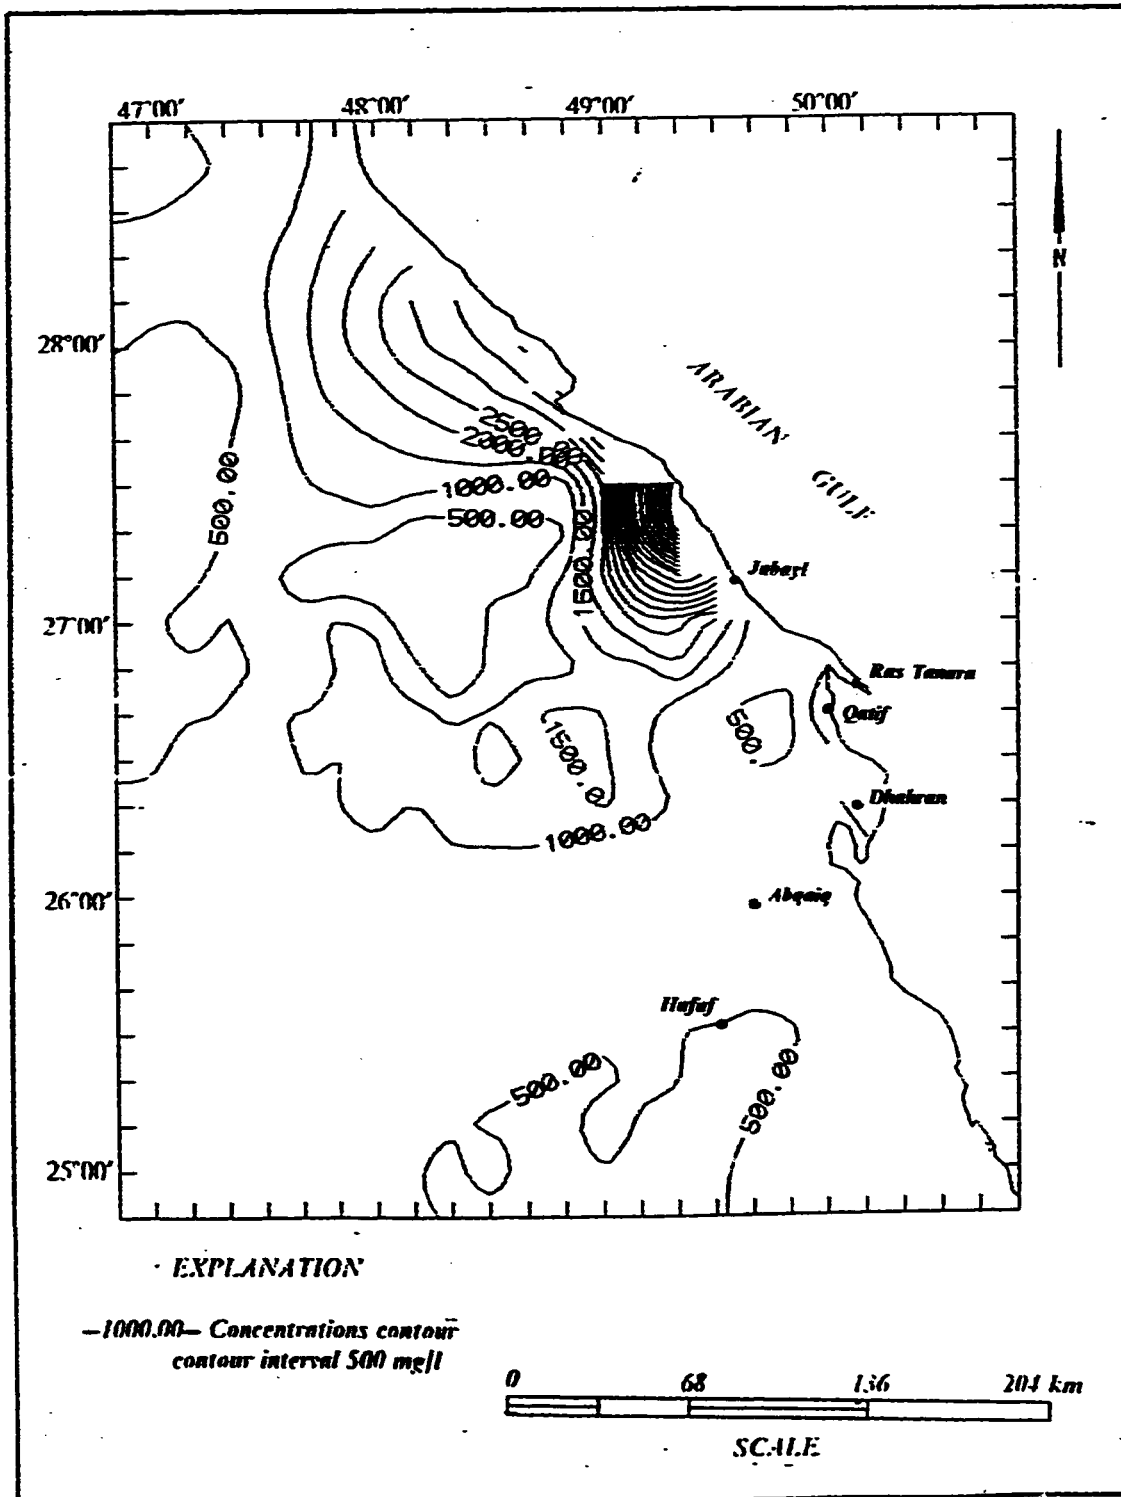 47°00' 48°00' 49°00' 50°00'
N
28°00'
ARABIAN
GULF
2500.
2000.
500.00
1000.00
500.00
1500.00
Jubayl
27°00'
Ras Tanura
Qatif
500.
1500.0
Dhahran
1000.00
26°00'
Abqaiq
Hufuf
500.00
500.00
25°00'
EXPLANATION
—1000.00— Concentrations contour
contour interval 500 mg/l
0 68 136 204 km
SCALE